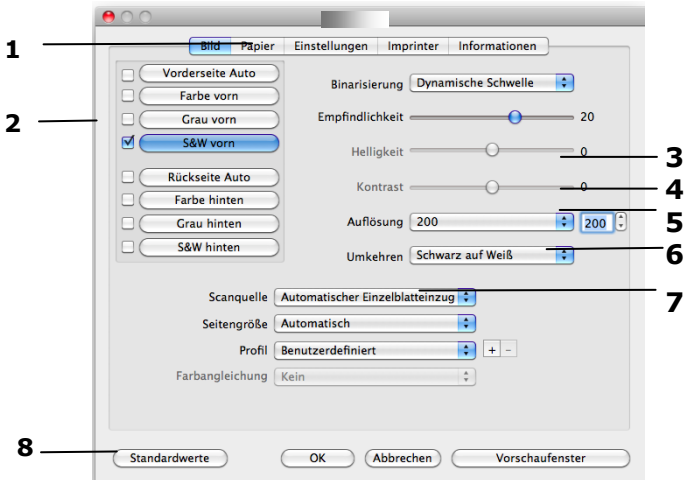 1
Bild Papier Einstellungen Imprinter Informationen
2
Vorderseite Auto
Farbe vorn
Grau vorn
S&W vorn
Rückseite Auto
Farbe hinten
Grau hinten
S&W hinten
Binarisierung Dynamische Schwelle
Empfindlichkeit 20
Helligkeit 0
3
Kontrast 0
4
Auflösung 200 200
5
Umkehren Schwarz auf Weiß
6
Scanquelle Automatischer Einzelblatteinzug
7
Seitengröße Automatisch
Profil Benutzerdefiniert + -
Farbangleichung Kein
8
Standardwerte OK Abbrechen Vorschaufenster